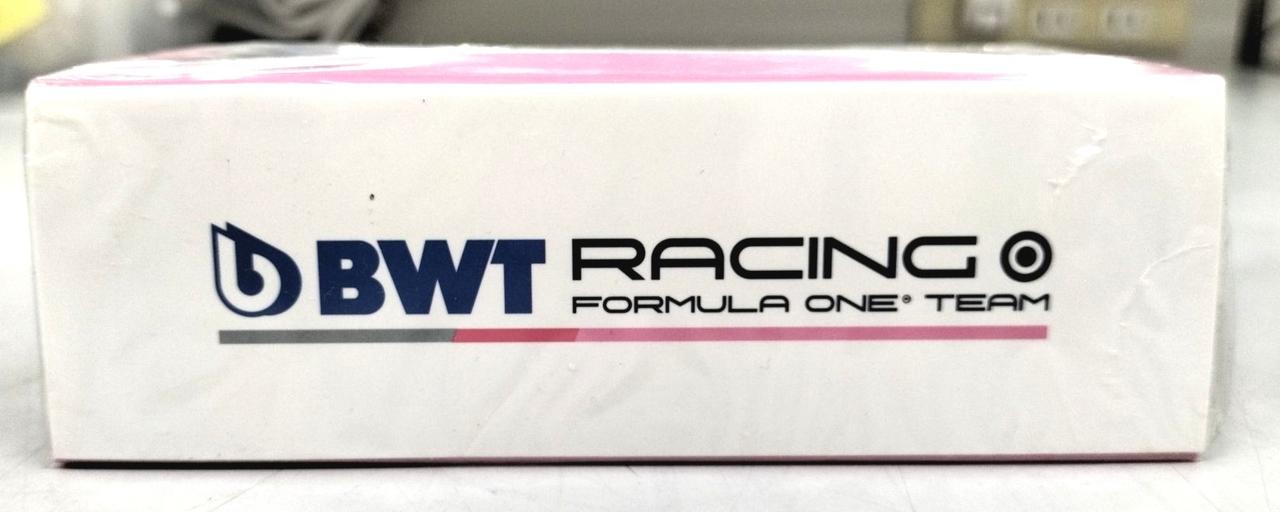 BWT RACING
FORMULA ONE® TEAM